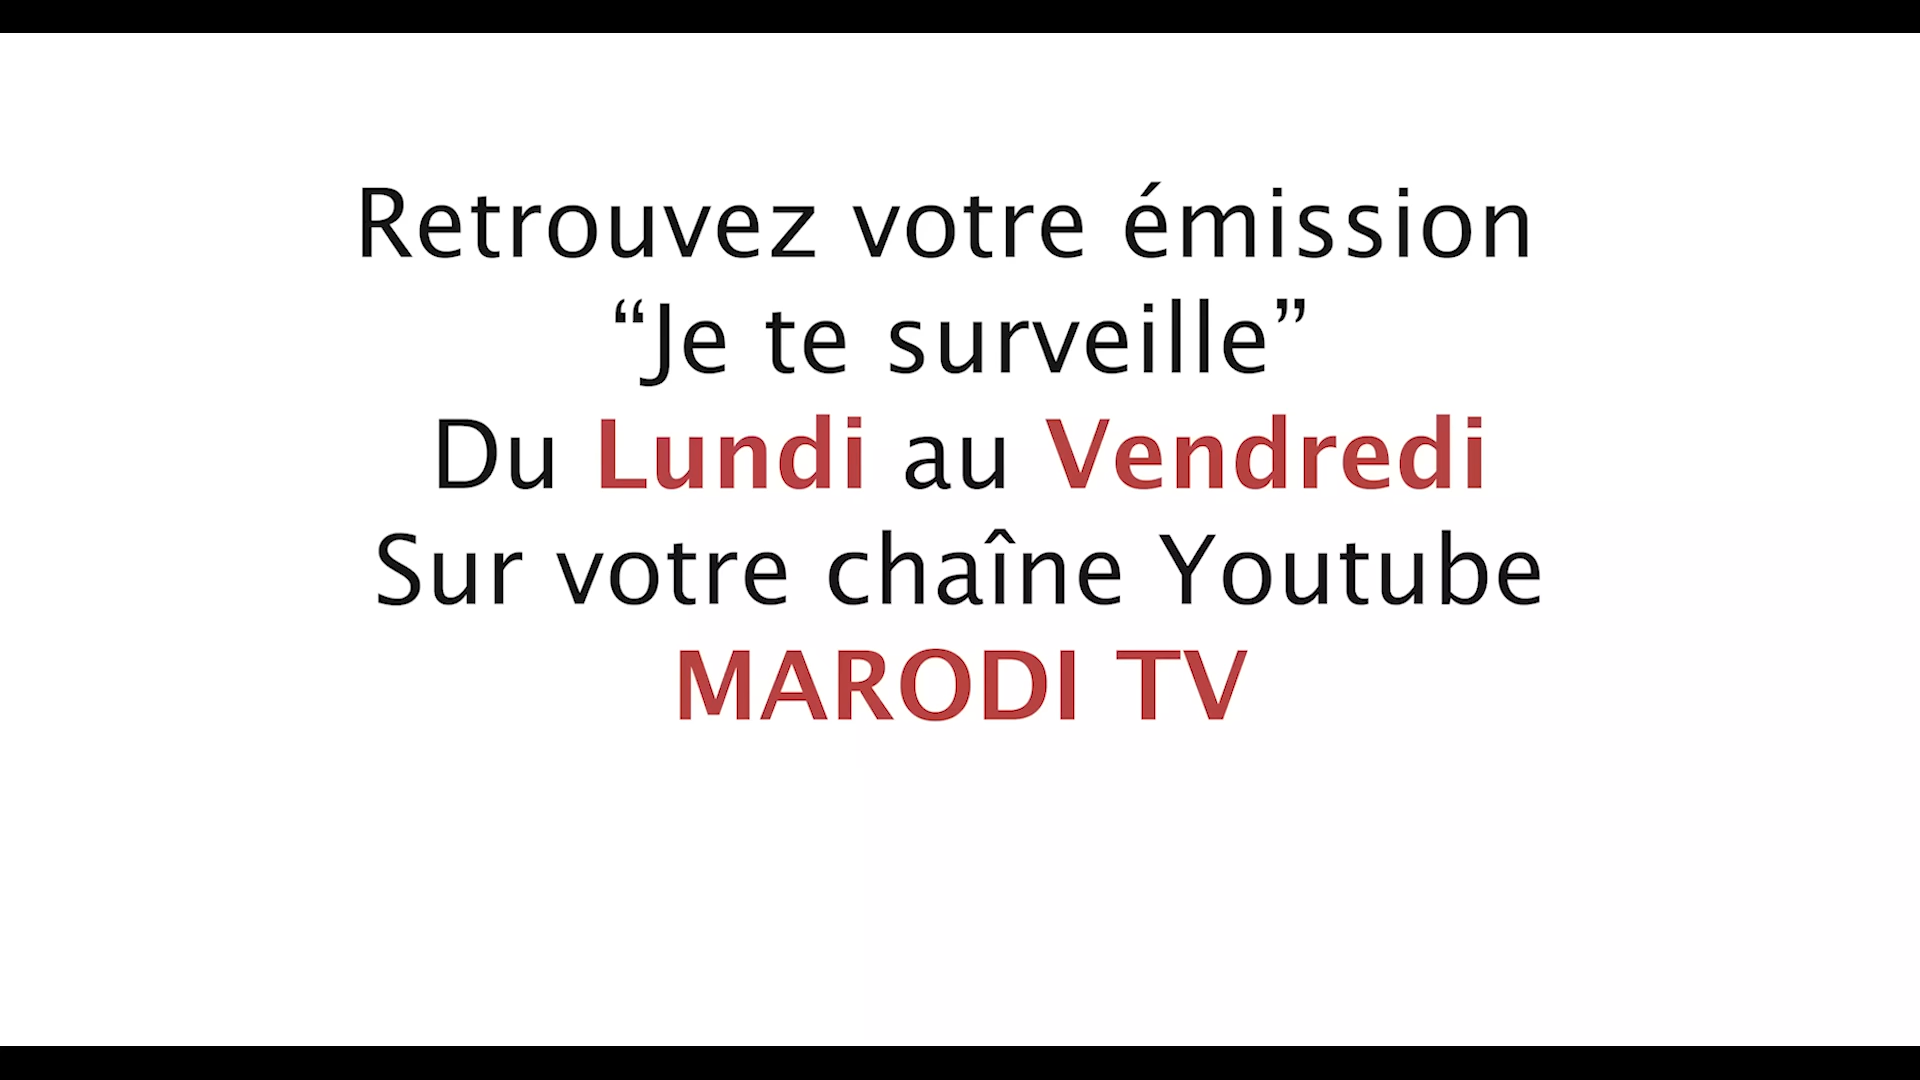 Retrouvez votre émission
“Je te surveille”
Du Lundi au Vendredi
Sur votre chaîne Youtube
MARODI TV